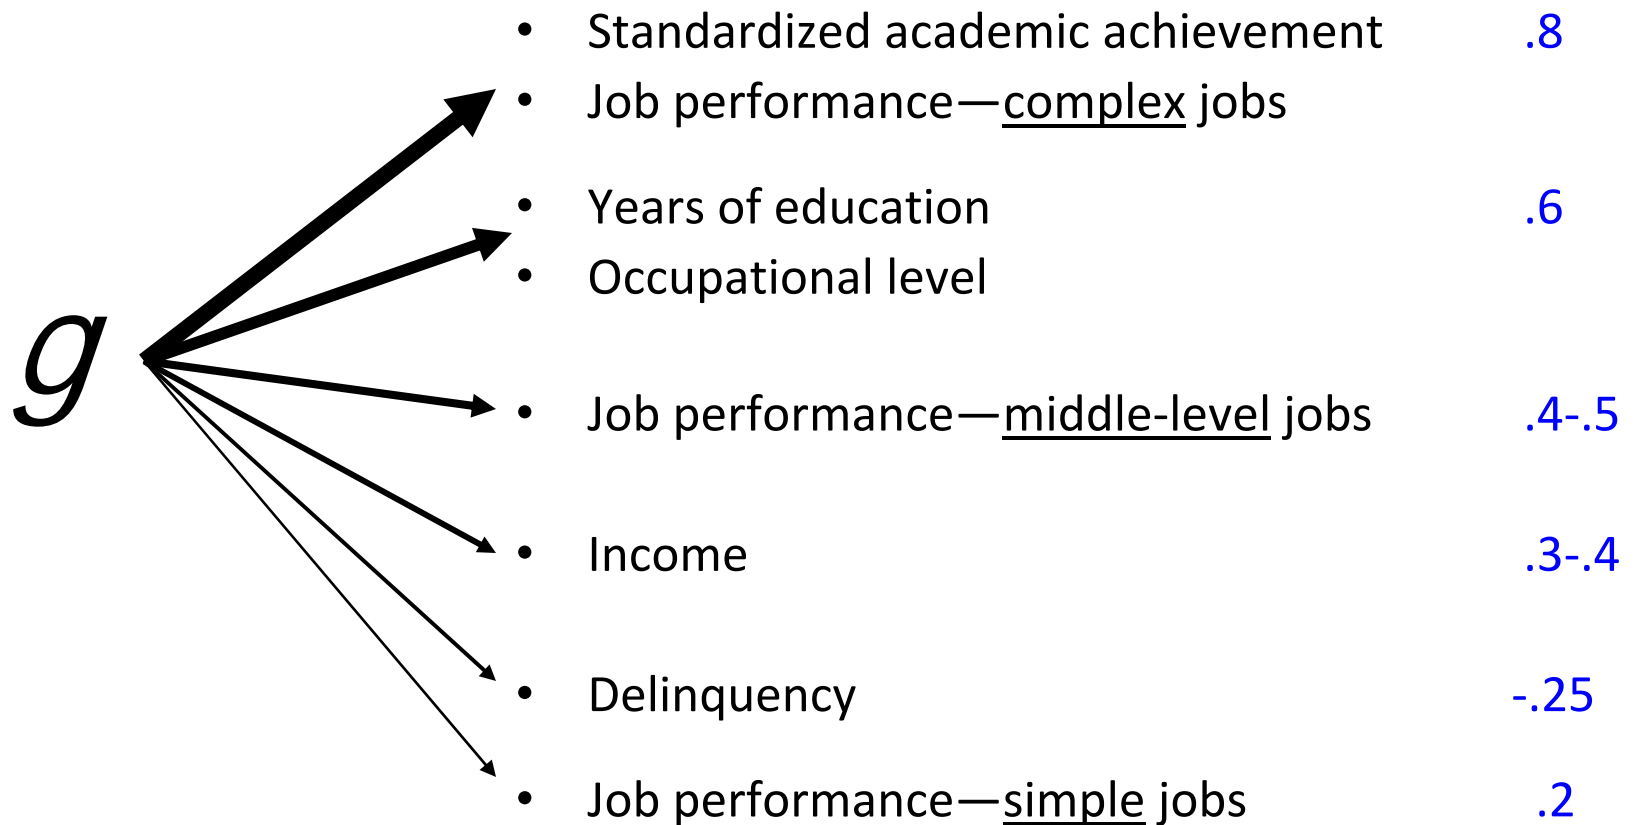 • Standardized academic achievement .8
• Job performance—complex jobs
• Years of education .6
• Occupational level
g
• Job performance—middle-level jobs .4-.5
• Income .3-.4
• Delinquency -.25
• Job performance—simple jobs .2